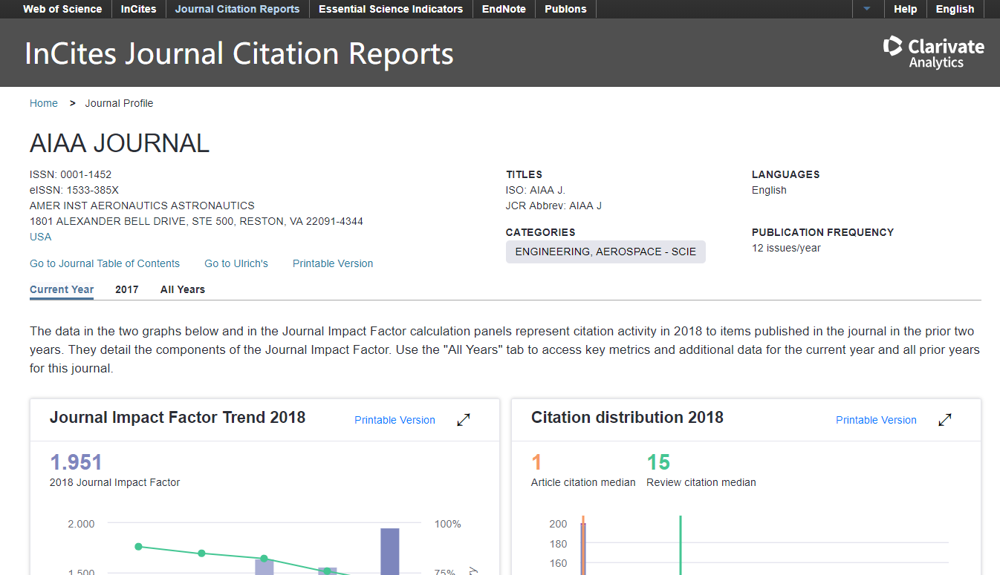 Web of Science InCites Journal Citation Reports Essential Science Indicators EndNote Publons Help English
InCites Journal Citation Reports
Clarivate
Analytics
Home > Journal Profile
AIAA JOURNAL
ISSN: 0001-1452
eISSN: 1533-385X
AMER INST AERONAUTICS ASTRONAUTICS
1801 ALEXANDER BELL DRIVE, STE 500, RESTON, VA 22091-4344
USA
TITLES
ISO: AIAA J.
JCR Abbrev: AIAA J
CATEGORIES
ENGINEERING, AEROSPACE - SCIE
LANGUAGES
English
PUBLICATION FREQUENCY
12 issues/year
Go to Journal Table of Contents Go to Ulrich's Printable Version
Current Year 2017 All Years
The data in the two graphs below and in the Journal Impact Factor calculation panels represent citation activity in 2018 to items published in the journal in the prior two
years. They detail the components of the Journal Impact Factor. Use the "All Years" tab to access key metrics and additional data for the current year and all prior years
for this journal.
Journal Impact Factor Trend 2018 Printable Version
1.951
2018 Journal Impact Factor
2.000 100%
1.500 75%
Citation distribution 2018 Printable Version
1 15
Article citation median Review citation median
200
180
160